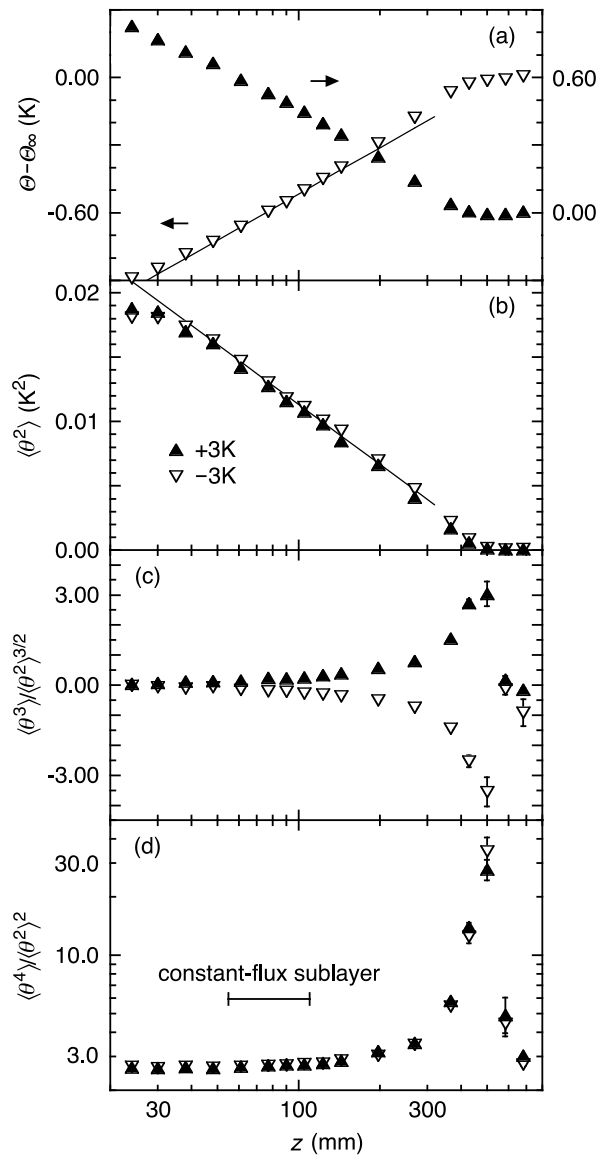 (a)
0.00
0.60
-0.60
0.00
Θ−Θ∞ (K)
(b)
0.02
0.01
0.00
⟨θ²⟩ (K²)
+3K
−3K
(c)
3.00
0.00
-3.00
⟨θ³⟩/⟨θ²⟩³/²
(d)
30.0
10.0
3.0
⟨θ⁴⟩/⟨θ²⟩²
constant-flux sublayer
30
100
300
z (mm)